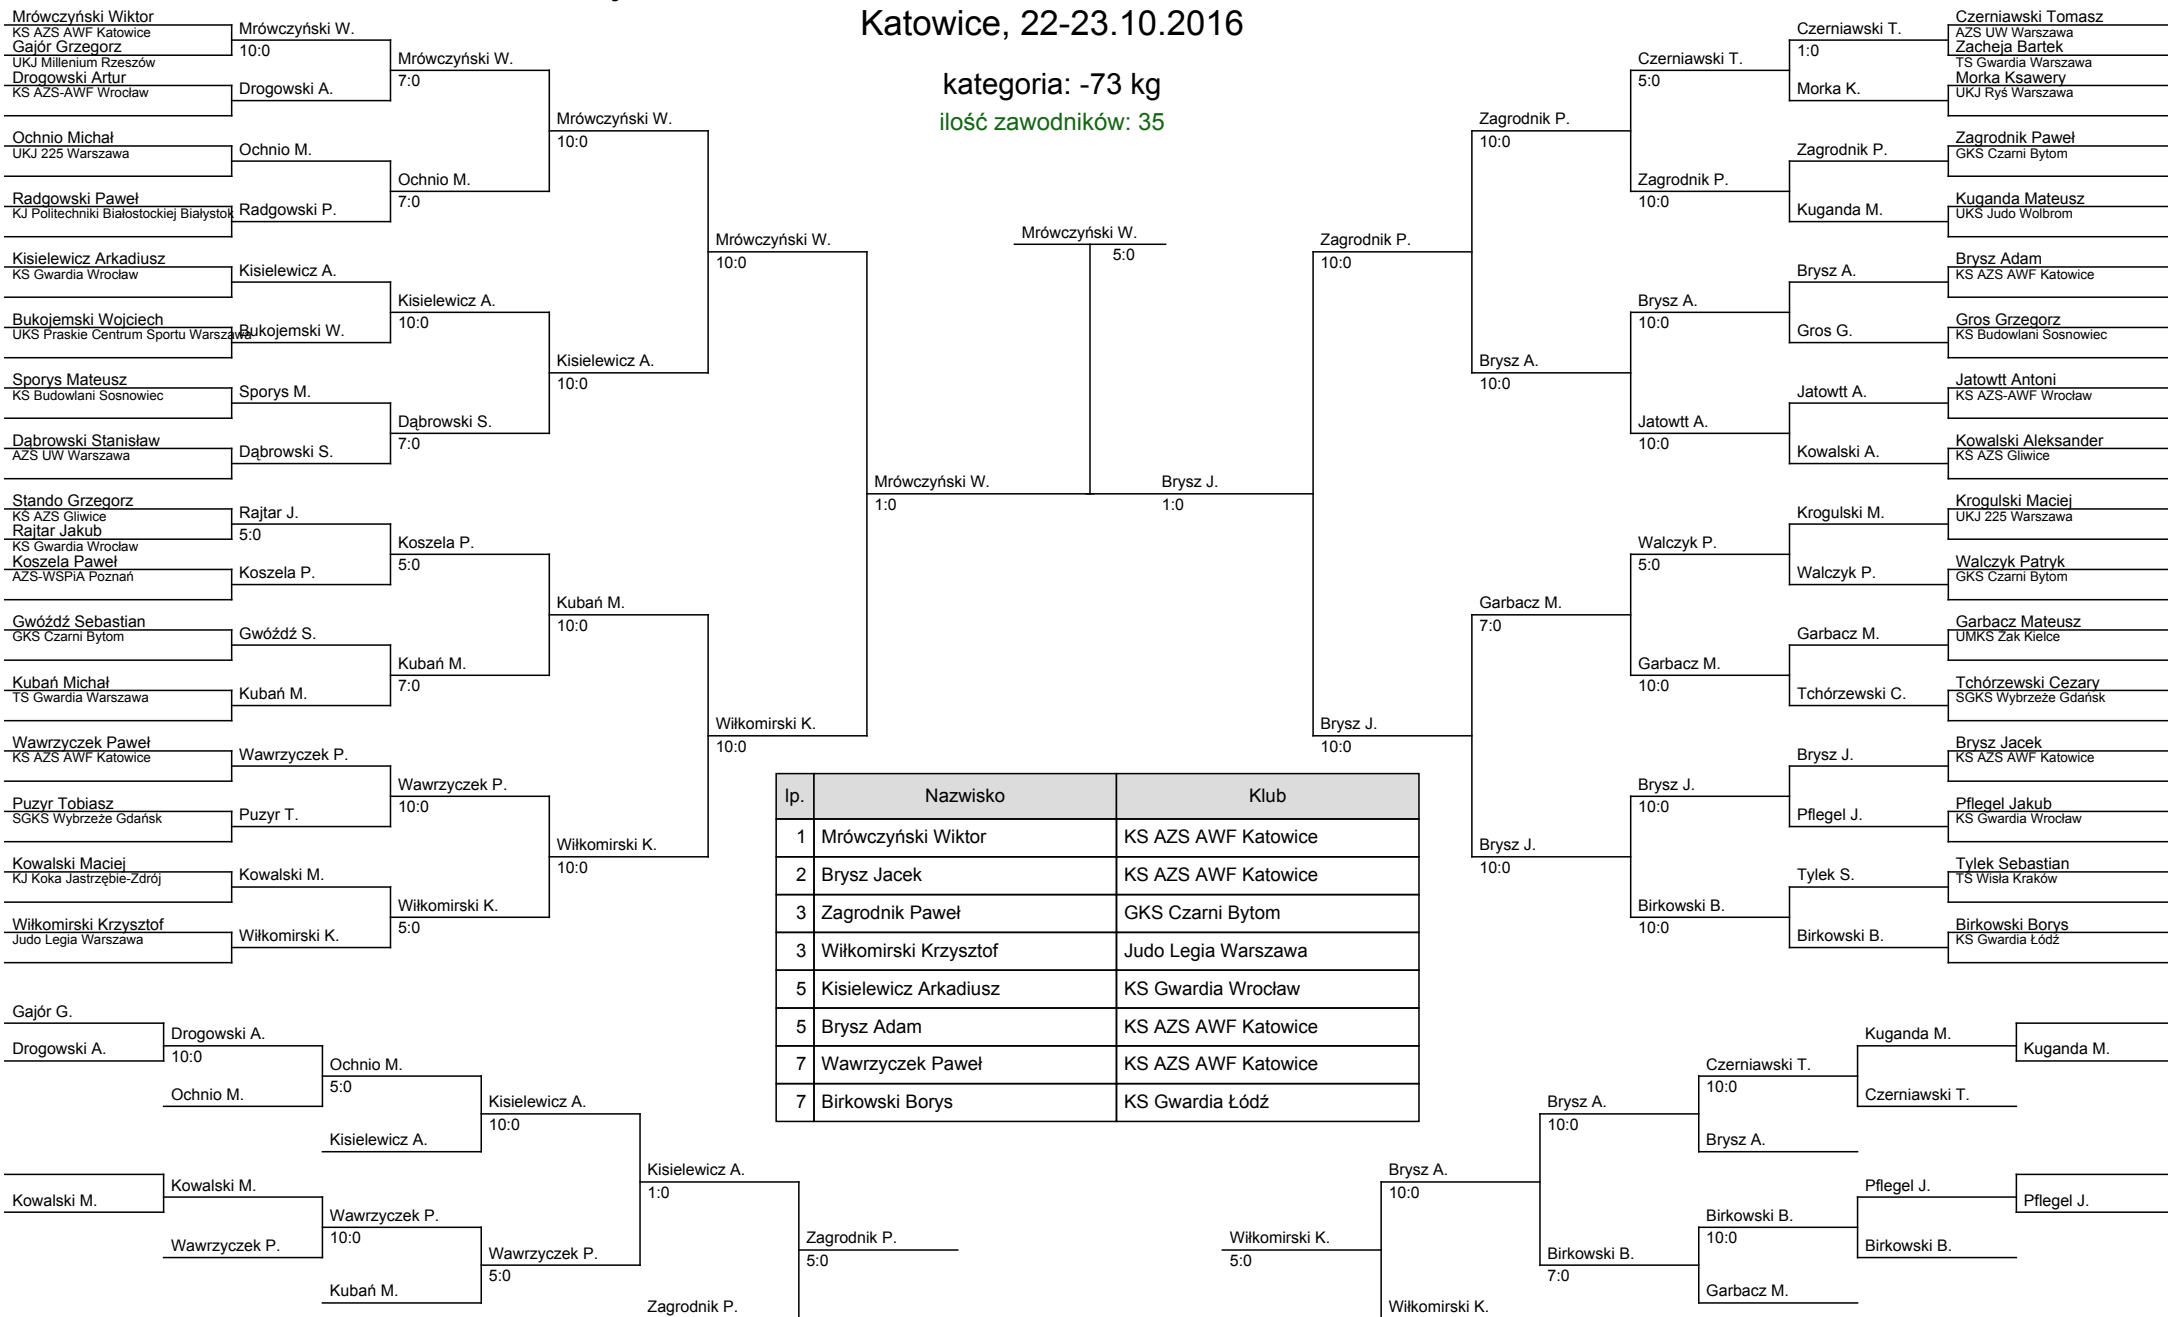 Katowice, 22-23.10.2016
kategoria: -73 kg
ilość zawodników: 35
Mrówczyński Wiktor
KS AZS AWF Katowice
Gajór Grzegorz
UKJ Millenium Rzeszów
Drogowski Artur
KS AZS-AWF Wrocław
Ochnio Michał
UKJ 225 Warszawa
Radgowski Paweł
KJ Politechniki Białostockiej Białystok
Kisielewicz Arkadiusz
KS Gwardia Wrocław
Bukojemski Wojciech
UKS Praskie Centrum Sportu Warszawa
Sporys Mateusz
KS Budowlani Sosnowiec
Dąbrowski Stanisław
AZS UW Warszawa
Stando Grzegorz
KS AZS Gliwice
Rajtar Jakub
KS Gwardia Wrocław
Koszela Paweł
AZS-WSPiA Poznań
Gwóźdź Sebastian
GKS Czarni Bytom
Kubań Michał
TS Gwardia Warszawa
Wawrzyczek Paweł
KS AZS AWF Katowice
Puzyr Tobiasz
SGKS Wybrzeże Gdańsk
Kowalski Maciej
KJ Koka Jastrzębie-Zdrój
Wiłkomirski Krzysztof
Judo Legia Warszawa
Mrówczyński W.
10:0
Drogowski A.
Ochnio M.
Radgowski P.
Kisielewicz A.
Bukojemski W.
Sporys M.
Dąbrowski S.
Rajtar J.
5:0
Koszela P.
Gwóźdź S.
Kubań M.
Wawrzyczek P.
Puzyr T.
Kowalski M.
Wiłkomirski K.
Mrówczyński W.
7:0
Ochnio M.
7:0
Kisielewicz A.
10:0
Dąbrowski S.
7:0
Koszela P.
5:0
Kubań M.
7:0
Wawrzyczek P.
10:0
Wiłkomirski K.
5:0
Mrówczyński W.
10:0
Kisielewicz A.
10:0
Kubań M.
10:0
Wiłkomirski K.
10:0
Mrówczyński W.
10:0
Wiłkomirski K.
10:0
Mrówczyński W.
1:0
Mrówczyński W.
5:0
Brysz J.
1:0
Zagrodnik P.
10:0
Brysz J.
10:0
Zagrodnik P.
10:0
Brysz A.
10:0
Garbacz M.
7:0
Brysz J.
10:0
Czerniawski T.
5:0
Zagrodnik P.
10:0
Brysz A.
10:0
Jatowtt A.
10:0
Walczyk P.
5:0
Garbacz M.
10:0
Brysz J.
10:0
Birkowski B.
10:0
Czerniawski T.
1:0
Morka K.
Zagrodnik P.
Kuganda M.
Brysz A.
Gros G.
Jatowtt A.
Kowalski A.
Krogulski M.
Walczyk P.
Garbacz M.
Tchórzewski C.
Brysz J.
Pflegel J.
Tylek S.
Birkowski B.
Czerniawski Tomasz
AZS UW Warszawa
Zacheja Bartek
TS Gwardia Warszawa
Morka Ksawery
UKJ Ryś Warszawa
Zagrodnik Paweł
GKS Czarni Bytom
Kuganda Mateusz
UKS Judo Wolbrom
Brysz Adam
KS AZS AWF Katowice
Gros Grzegorz
KS Budowlani Sosnowiec
Jatowtt Antoni
KS AZS-AWF Wrocław
Kowalski Aleksander
KS AZS Gliwice
Krogulski Maciej
UKJ 225 Warszawa
Walczyk Patryk
GKS Czarni Bytom
Garbacz Mateusz
UMKS Żak Kielce
Tchórzewski Cezary
SGKS Wybrzeże Gdańsk
Brysz Jacek
KS AZS AWF Katowice
Pflegel Jakub
KS Gwardia Wrocław
Tylek Sebastian
TS Wisła Kraków
Birkowski Borys
KS Gwardia Łódź
lp. Nazwisko Klub
1 Mrówczyński Wiktor KS AZS AWF Katowice
2 Brysz Jacek KS AZS AWF Katowice
3 Zagrodnik Paweł GKS Czarni Bytom
3 Wiłkomirski Krzysztof Judo Legia Warszawa
5 Kisielewicz Arkadiusz KS Gwardia Wrocław
5 Brysz Adam KS AZS AWF Katowice
7 Wawrzyczek Paweł KS AZS AWF Katowice
7 Birkowski Borys KS Gwardia Łódź
Gajór G.
Drogowski A.
Kowalski M.
Drogowski A.
10:0
Ochnio M.
Kowalski M.
Wawrzyczek P.
Ochnio M.
5:0
Kisielewicz A.
Wawrzyczek P.
10:0
Kubań M.
Kisielewicz A.
10:0
Wawrzyczek P.
5:0
Kisielewicz A.
1:0
Zagrodnik P.
Zagrodnik P.
5:0
Wiłkomirski K.
5:0
Brysz A.
10:0
Wiłkomirski K.
Brysz A.
10:0
Birkowski B.
7:0
Czerniawski T.
10:0
Brysz A.
Birkowski B.
10:0
Garbacz M.
Kuganda M.
Czerniawski T.
Pflegel J.
Birkowski B.
Kuganda M.
Pflegel J.